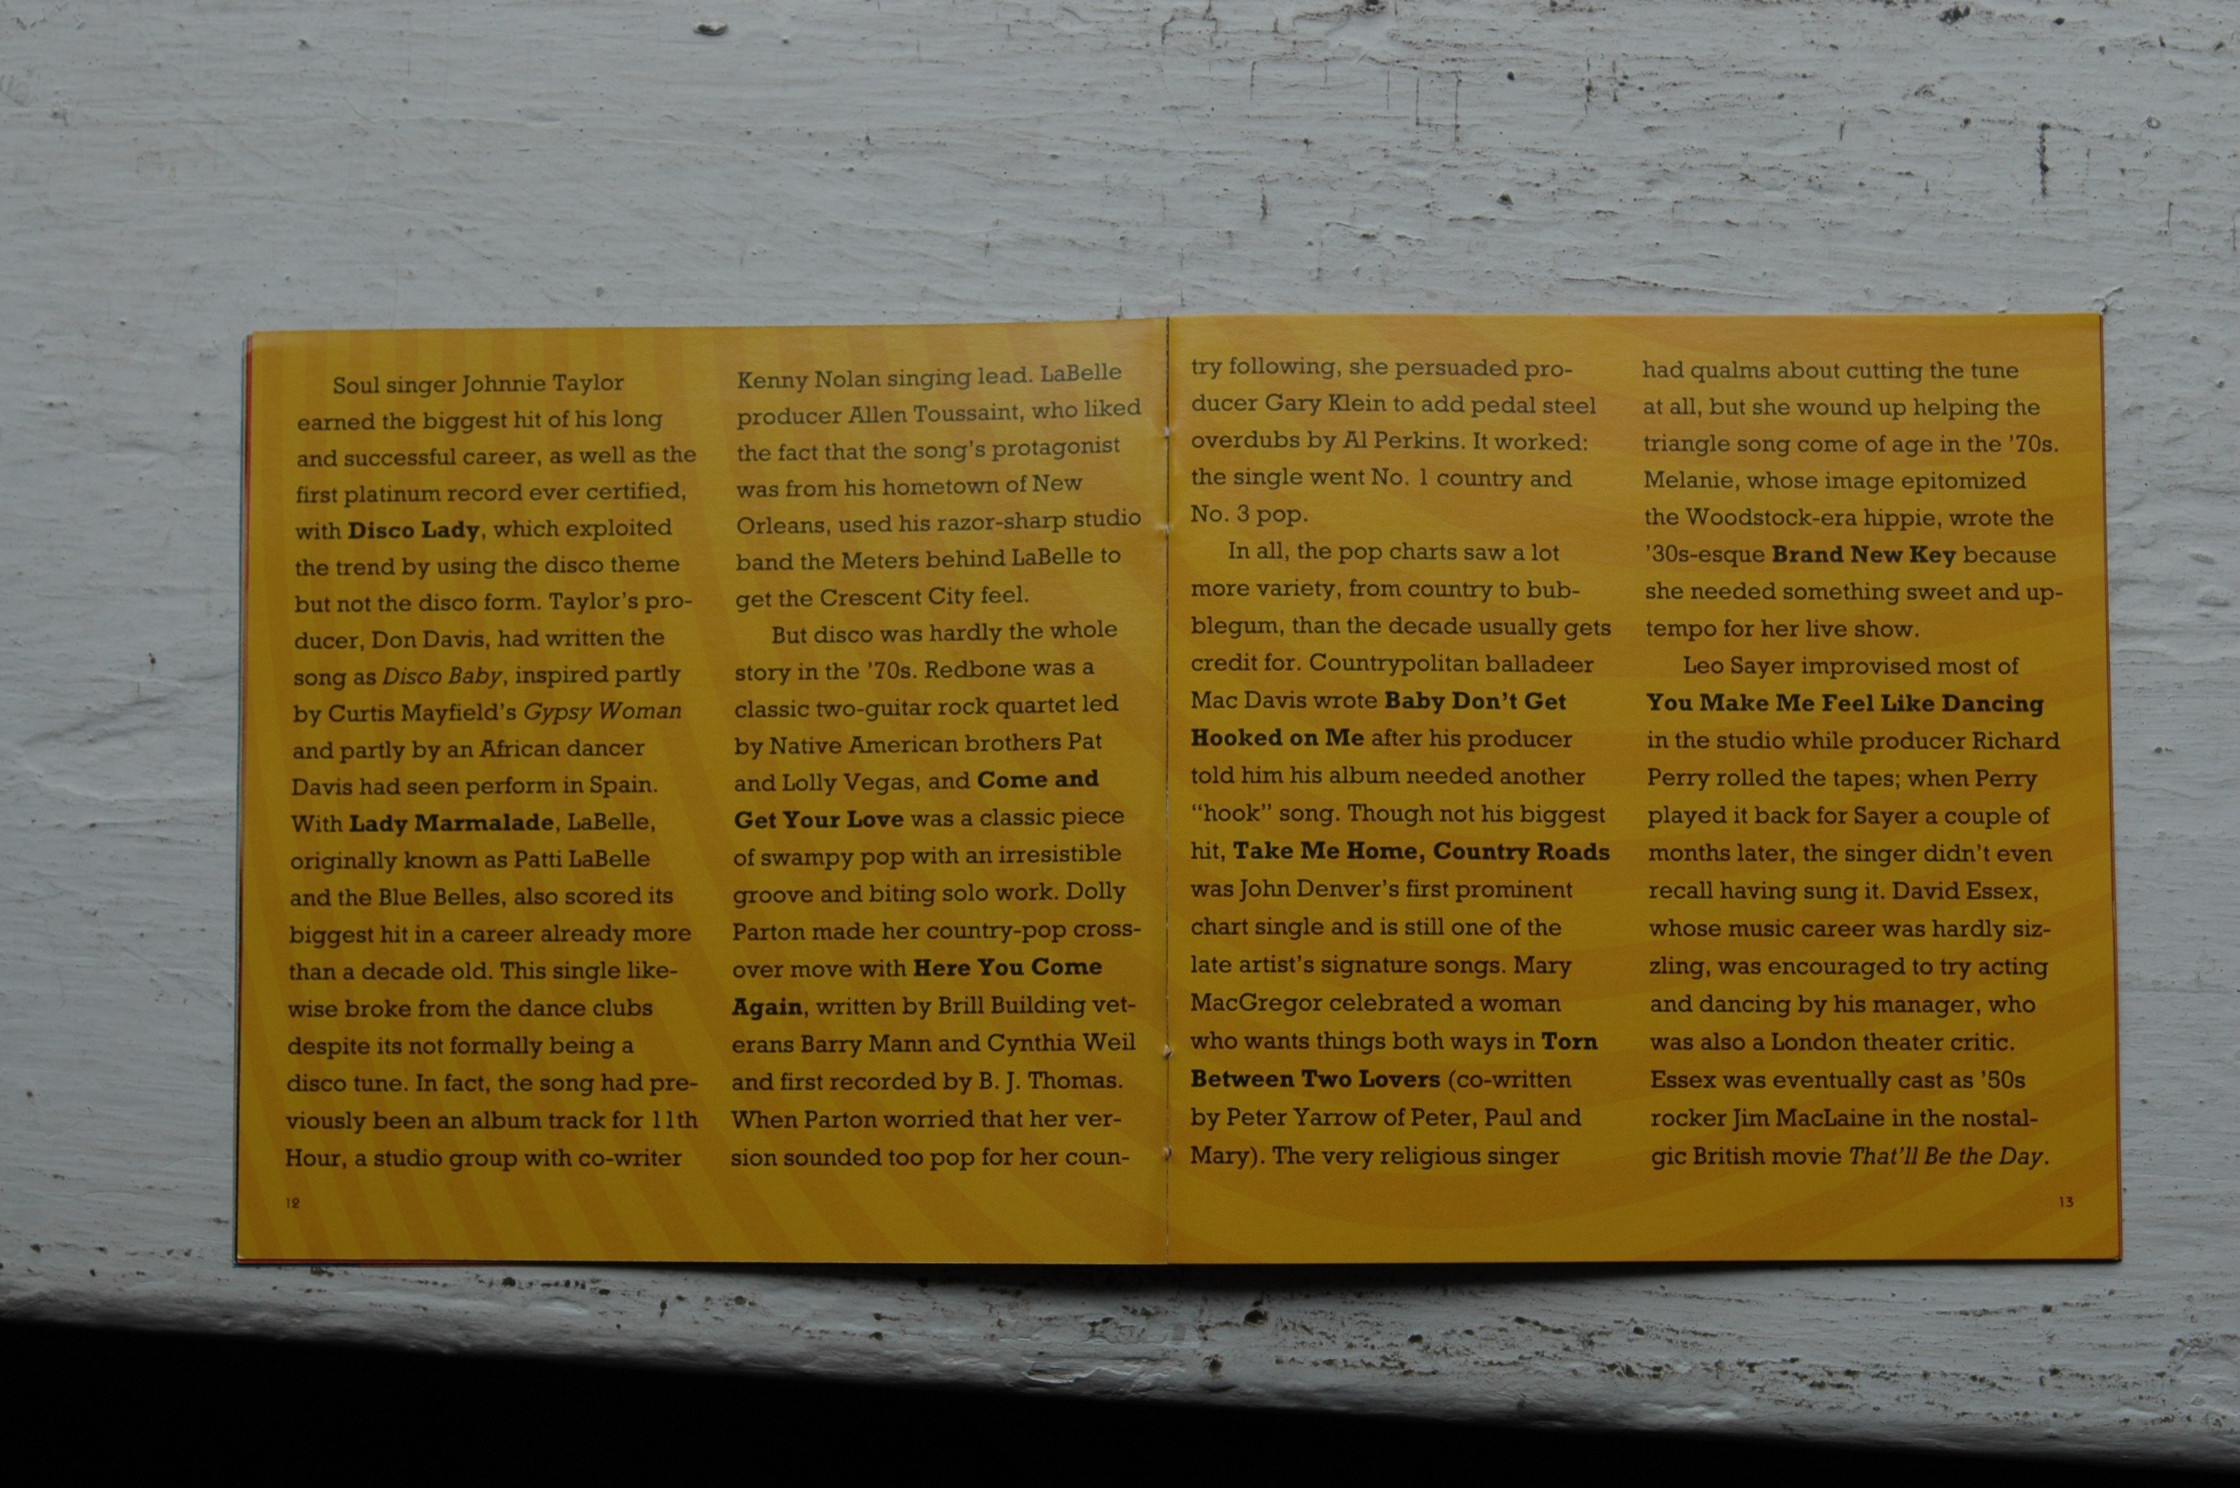 Soul singer Johnnie Taylor
earned the biggest hit of his long
and successful career, as well as the
first platinum record ever certified,
with Disco Lady, which exploited
the trend by using the disco theme
but not the disco form. Taylor's pro-
ducer, Don Davis, had written the
song as Disco Baby, inspired partly
by Curtis Mayfield's Gypsy Woman
and partly by an African dancer
Davis had seen perform in Spain.
With Lady Marmalade, LaBelle,
originally known as Patti LaBelle
and the Blue Belles, also scored its
biggest hit in a career already more
than a decade old. This single like-
wise broke from the dance clubs
despite its not formally being a
disco tune. In fact, the song had pre-
viously been an album track for 11th
Hour, a studio group with co-writer
12
Kenny Nolan singing lead. LaBelle
producer Allen Toussaint, who liked
the fact that the song's protagonist
was from his hometown of New
Orleans, used his razor-sharp studio
band the Meters behind LaBelle to
get the Crescent City feel.
But disco was hardly the whole
story in the '70s. Redbone was a
classic two-guitar rock quartet led
by Native American brothers Pat
and Lolly Vegas, and Come and
Get Your Love was a classic piece
of swampy pop with an irresistible
groove and biting solo work. Dolly
Parton made her country-pop cross-
over move with Here You Come
Again, written by Brill Building vet-
erans Barry Mann and Cynthia Weil
and first recorded by B. J. Thomas.
When Parton worried that her ver-
sion sounded too pop for her coun-
try following, she persuaded pro-
ducer Gary Klein to add pedal steel
overdubs by Al Perkins. It worked:
the single went No. 1 country and
No. 3 pop.
In all, the pop charts saw a lot
more variety, from country to bub-
blegum, than the decade usually gets
credit for. Countrypolitan balladeer
Mac Davis wrote Baby Don't Get
Hooked on Me after his producer
told him his album needed another
"hook" song. Though not his biggest
hit, Take Me Home, Country Roads
was John Denver's first prominent
chart single and is still one of the
late artist's signature songs. Mary
MacGregor celebrated a woman
who wants things both ways in Torn
Between Two Lovers (co-written
by Peter Yarrow of Peter, Paul and
Mary). The very religious singer
had qualms about cutting the tune
at all, but she wound up helping the
triangle song come of age in the '70s.
Melanie, whose image epitomized
the Woodstock-era hippie, wrote the
'30s-esque Brand New Key because
she needed something sweet and up-
tempo for her live show.
Leo Sayer improvised most of
You Make Me Feel Like Dancing
in the studio while producer Richard
Perry rolled the tapes; when Perry
played it back for Sayer a couple of
months later, the singer didn't even
recall having sung it. David Essex,
whose music career was hardly siz-
zling, was encouraged to try acting
and dancing by his manager, who
was also a London theater critic.
Essex was eventually cast as '50s
rocker Jim MacLaine in the nostal-
gic British movie That'll Be the Day.
13